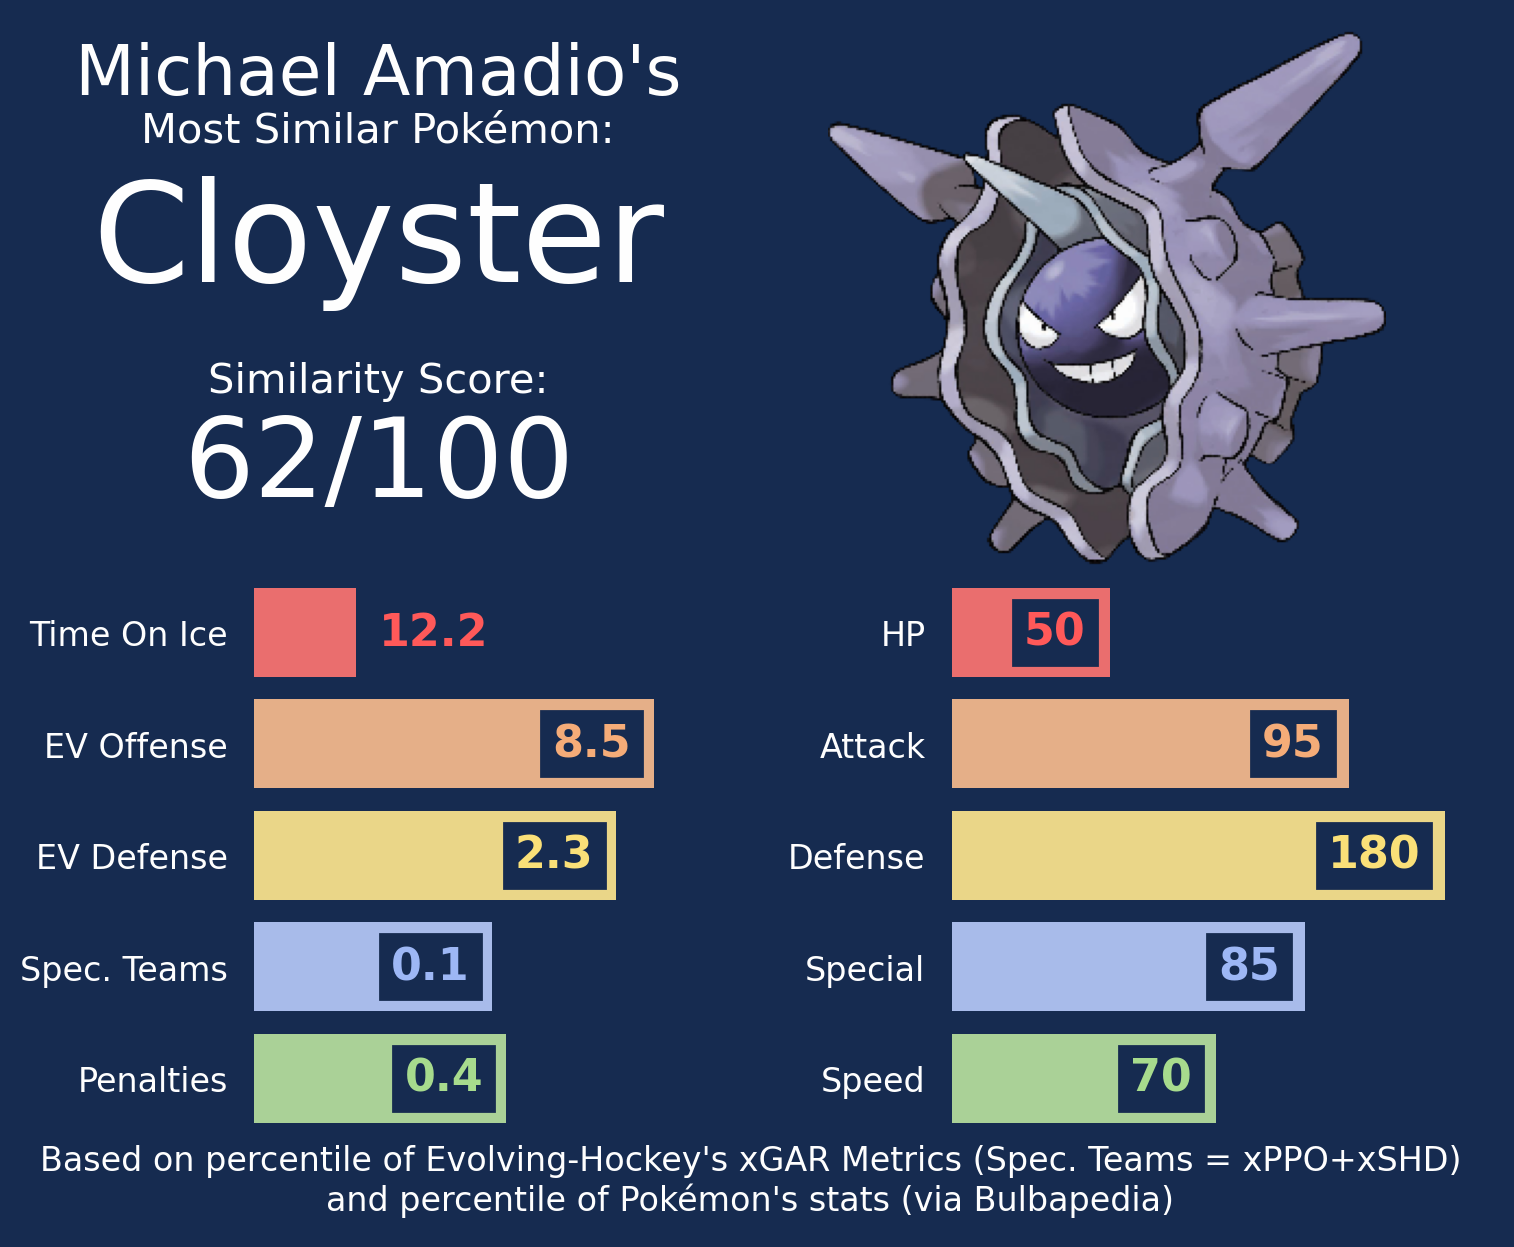 Michael Amadio's
Most Similar Pokémon:
Cloyster
Similarity Score:
62/100
Time On Ice 12.2
EV Offense 8.5
EV Defense 2.3
Spec. Teams 0.1
Penalties 0.4
HP 50
Attack 95
Defense 180
Special 85
Speed 70
Based on percentile of Evolving-Hockey's xGAR Metrics (Spec. Teams = xPPO+xSHD)
and percentile of Pokémon's stats (via Bulbapedia)